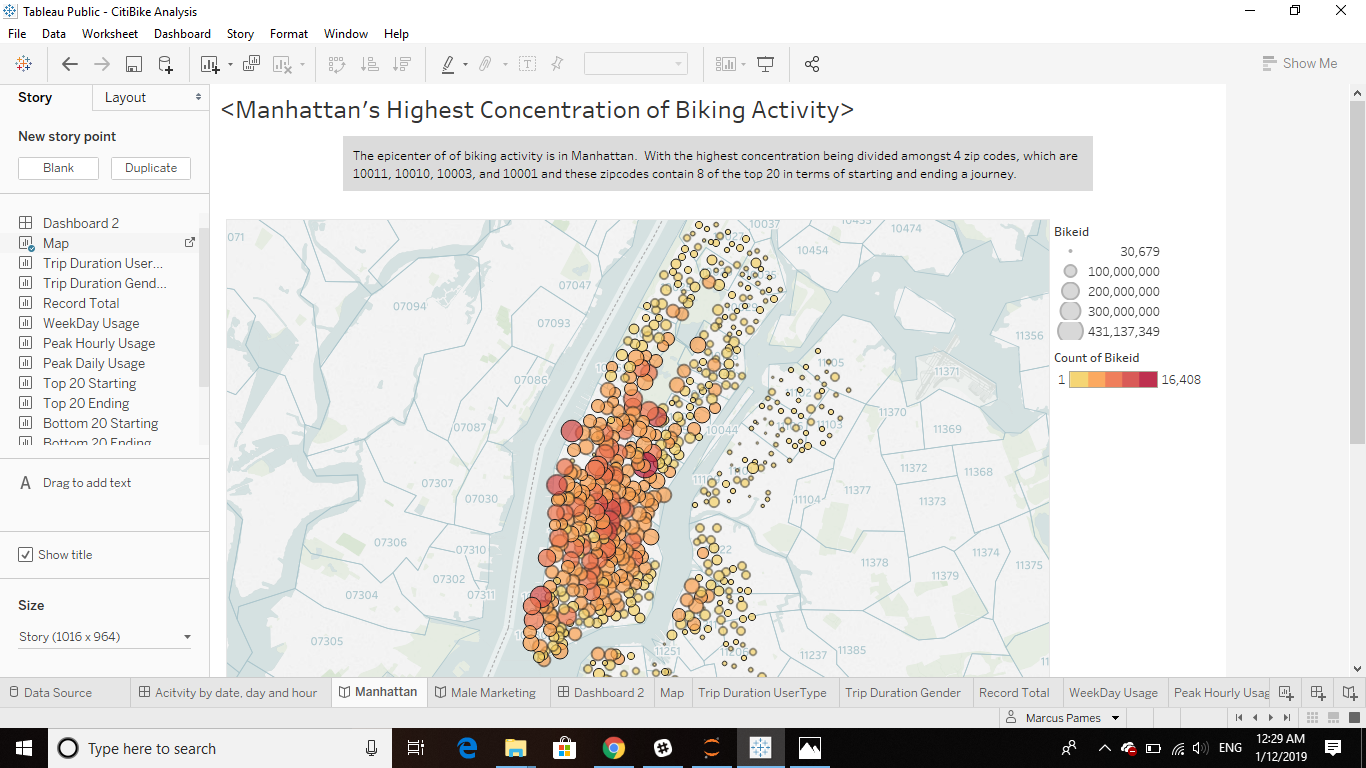 Tableau Public - CitiBike Analysis
File Data Worksheet Dashboard Story Format Window Help
Show Me
Story Layout
New story point
Blank Duplicate
Dashboard 2
Map
Trip Duration User...
Trip Duration Gend...
Record Total
WeekDay Usage
Peak Hourly Usage
Peak Daily Usage
Top 20 Starting
Top 20 Ending
Bottom 20 Starting
Bottom 20 Ending
A Drag to add text
Show title
Size
Story (1016 x 964)
<Manhattan's Highest Concentration of Biking Activity>
The epicenter of of biking activity is in Manhattan. With the highest concentration being divided amongst 4 zip codes, which are
10011, 10010, 10003, and 10001 and these zipcodes contain 8 of the top 20 in terms of starting and ending a journey.
071
10037
10474
10454
07047
07094
07093
11356
11105
07086
11371
11370
07087
11369
10044
11103
11372
11368
07307
07030
11377
11104
11373
07306
07310
11374
11378
11375
07302
11379
07304
07311
07305
11251
11237
11385
Bikeid
30,679
100,000,000
200,000,000
300,000,000
431,137,349
Count of Bikeid
1 16,408
Data Source Acitvity by date, day and hour Manhattan Male Marketing Dashboard 2 Map Trip Duration UserType Trip Duration Gender Record Total WeekDay Usage Peak Hourly Usag
Marcus Pames
Type here to search
ENG
12:29 AM
1/12/2019